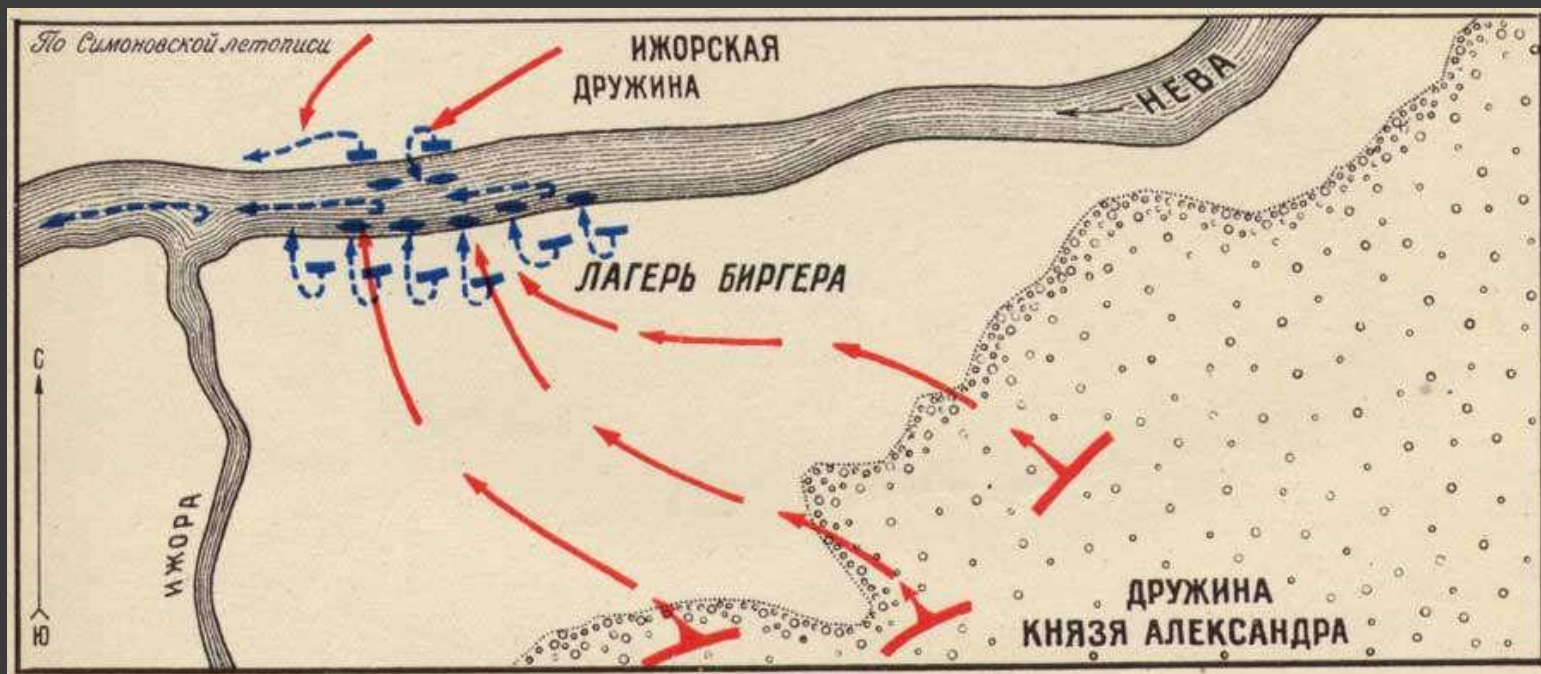 По Симоновской летописи
ИЖОРСКАЯ
ДРУЖИНА
НЕВА
ЛАГЕРЬ БИРГЕРА
С
Ю
ИЖОРА
ДРУЖИНА
КНЯЗЯ АЛЕКСАНДРА